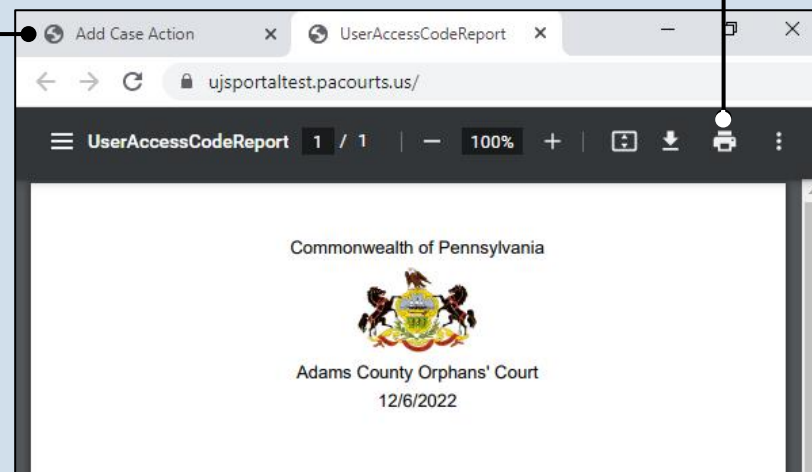 Add Case Action UserAccessCodeReport
ujsportaltest.pacourts.us/
UserAccessCodeReport 1 / 1 100%
Commonwealth of Pennsylvania
Adams County Orphans' Court
12/6/2022